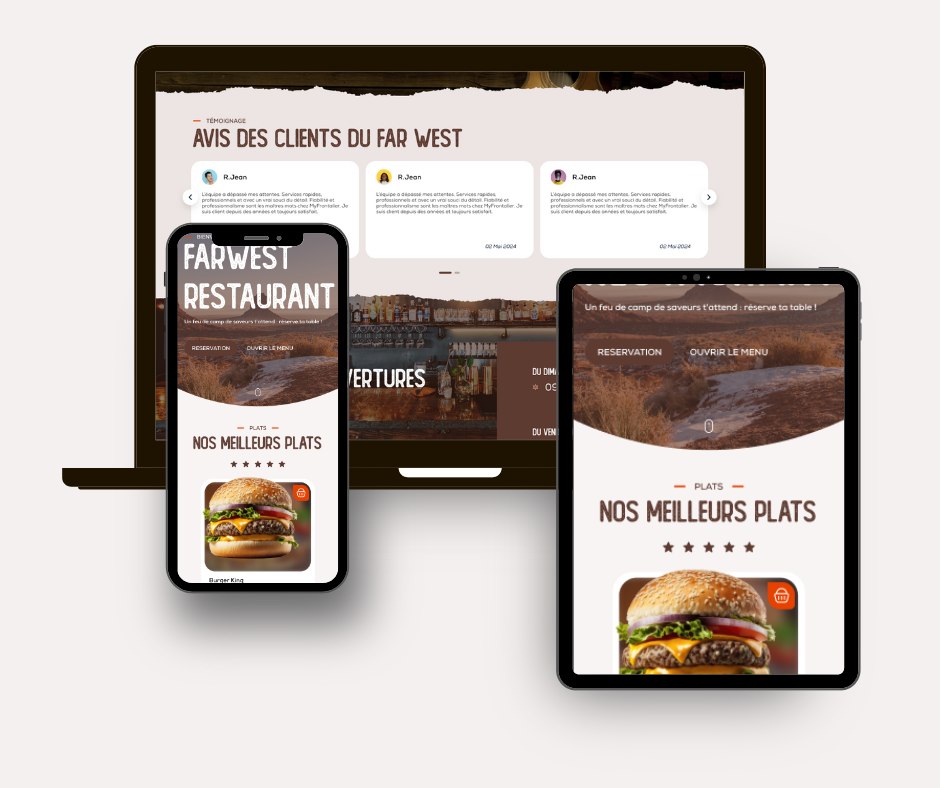 TÉMOIGNAGE
AVIS DES CLIENTS DU FAR WEST
R.Jean
L'équipe a dépassé mes attentes. Services rapides,
professionnels et avec un vrai souci du détail. Fiabilité et
professionnalisme sont les maîtres mots chez MyFrontalier. Je
suis client depuis des années et toujours satisfait.
R.Jean
L'équipe a dépassé mes attentes. Services rapides,
professionnels et avec un vrai souci du détail. Fiabilité et
professionnalisme sont les maîtres mots chez MyFrontalier. Je
suis client depuis des années et toujours satisfait.
02 Mai 2024
R.Jean
L'équipe a dépassé mes attentes. Services rapides,
professionnels et avec un vrai souci du détail. Fiabilité et
professionnalisme sont les maîtres mots chez MyFrontalier. Je
suis client depuis des années et toujours satisfait.
02 Mai 2024
VERTURES
DU DIMA
09
DU VEN
FARWEST
RESTAURANT
Un feu de camp de saveurs t'attend : réserve ta table !
RESERVATION
OUVRIR LE MENU
PLATS
NOS MEILLEURS PLATS
Burger King
Un feu de camp de saveurs t'attend : réserve ta table !
RESERVATION
OUVRIR LE MENU
PLATS
NOS MEILLEURS PLATS